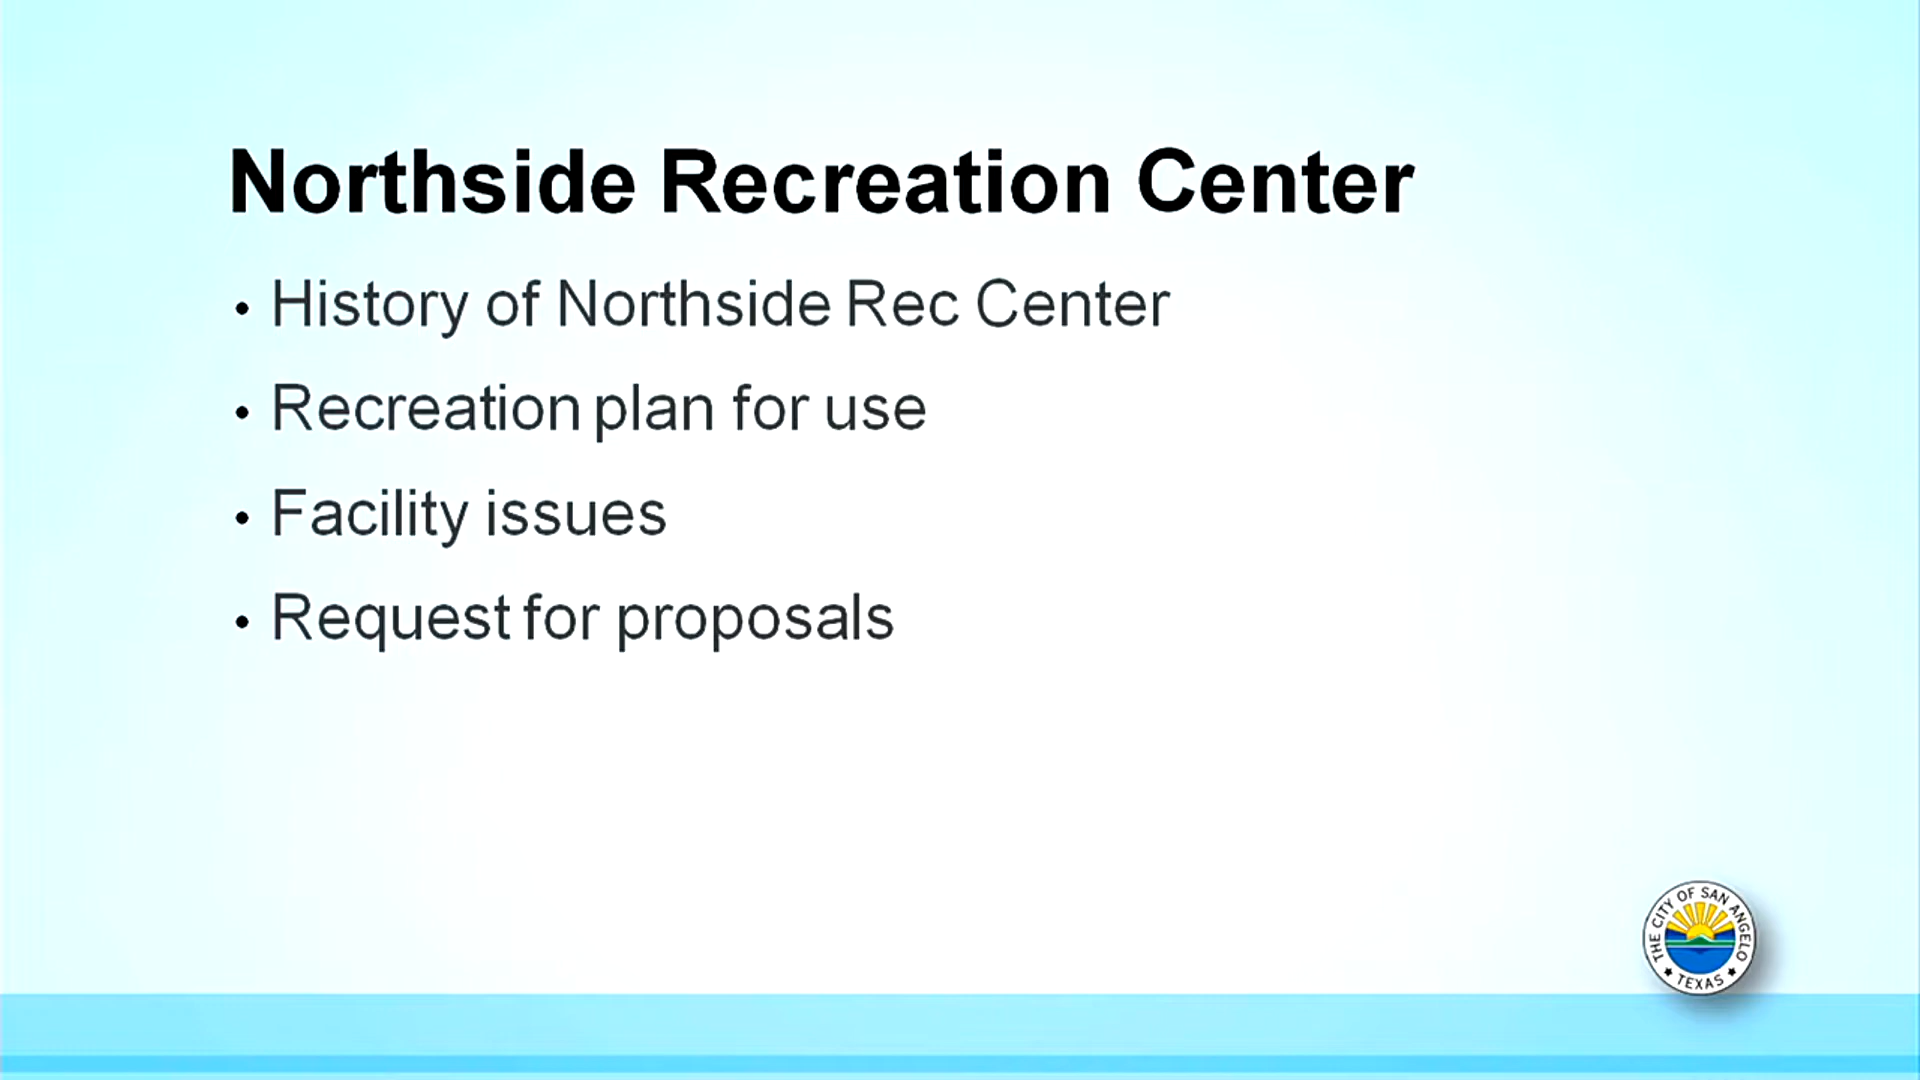 Northside Recreation Center
• History of Northside Rec Center
• Recreation plan for use
• Facility issues
• Request for proposals
THE CITY OF SAN ANGELO
★ TEXAS ★